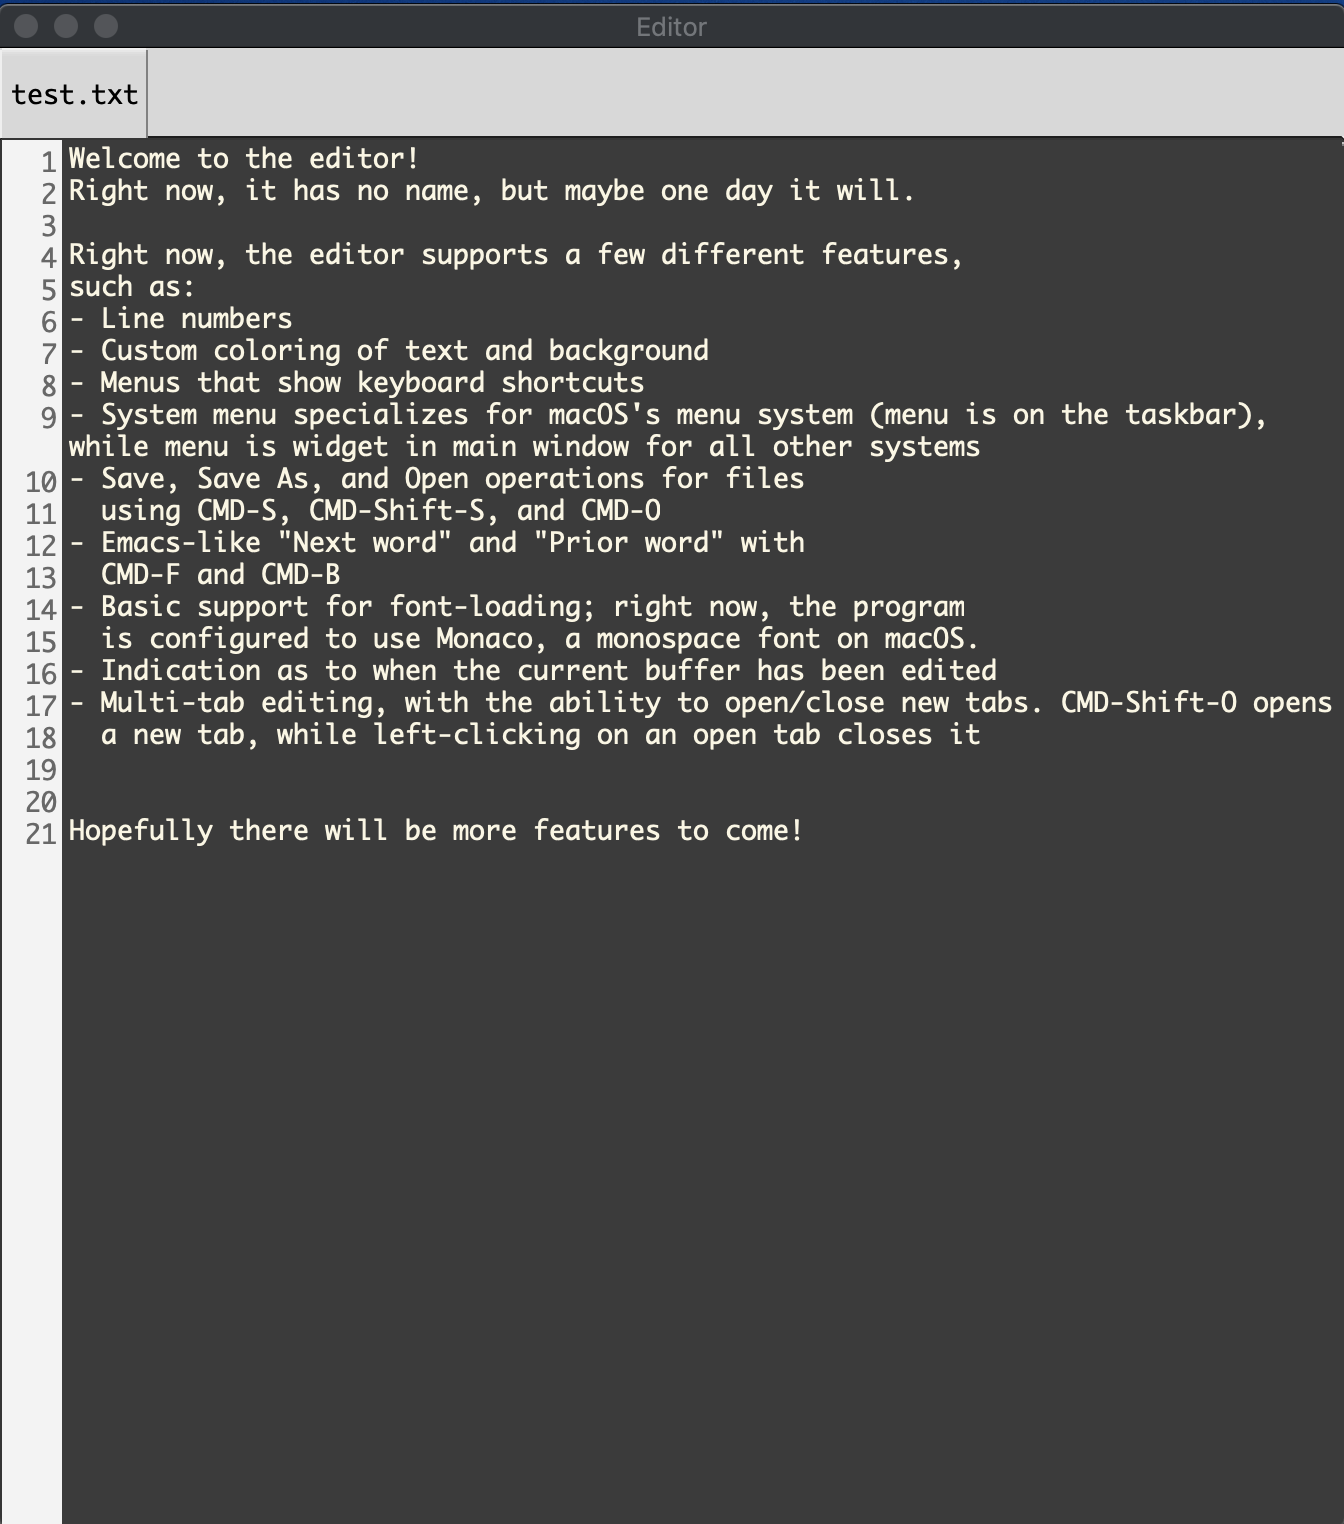 Editor
test.txt
1 Welcome to the editor!
2 Right now, it has no name, but maybe one day it will.
3
4 Right now, the editor supports a few different features,
5 such as:
6 - Line numbers
7 - Custom coloring of text and background
8 - Menus that show keyboard shortcuts
9 - System menu specializes for macOS's menu system (menu is on the taskbar),
while menu is widget in main window for all other systems
10 - Save, Save As, and Open operations for files
11   using CMD-S, CMD-Shift-S, and CMD-O
12 - Emacs-like "Next word" and "Prior word" with
13   CMD-F and CMD-B
14 - Basic support for font-loading; right now, the program
15   is configured to use Monaco, a monospace font on macOS.
16 - Indication as to when the current buffer has been edited
17 - Multi-tab editing, with the ability to open/close new tabs. CMD-Shift-O opens
18   a new tab, while left-clicking on an open tab closes it
19
20
21 Hopefully there will be more features to come!